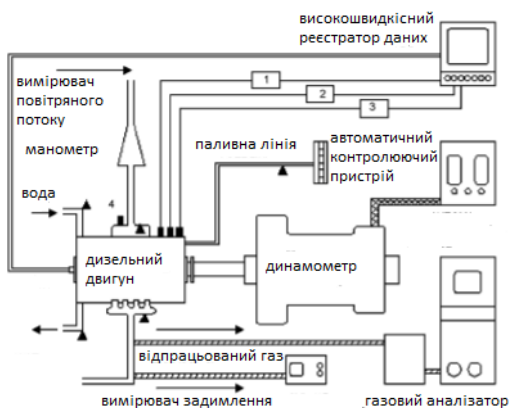 високошвидкісний
реєстратор даних
1
2
3
вимірювач
повітряного
потоку
манометр
паливна лінія
автоматичний
контролюючий
пристрій
вода
4
дизельний
двигун
динамометр
відпрацьований газ
вимірювач задимлення
газовий аналізатор